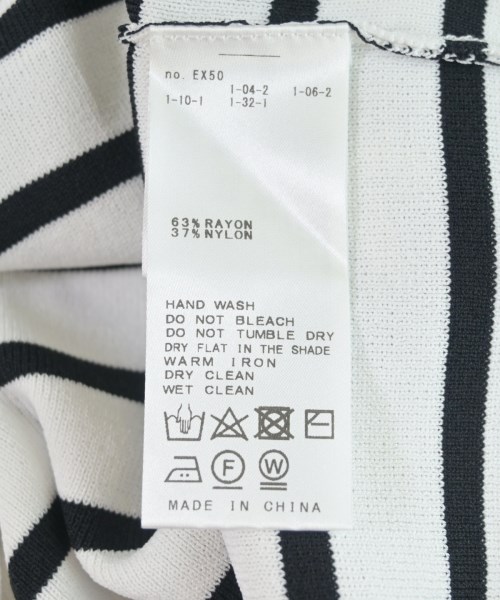 no. EX50
1-04-2 1-06-2
1-10-1 1-32-1
63% RAYON
37% NYLON
HAND WASH
DO NOT BLEACH
DO NOT TUMBLE DRY
DRY FLAT IN THE SHADE
WARM IRON
DRY CLEAN
WET CLEAN
F W
MADE IN CHINA